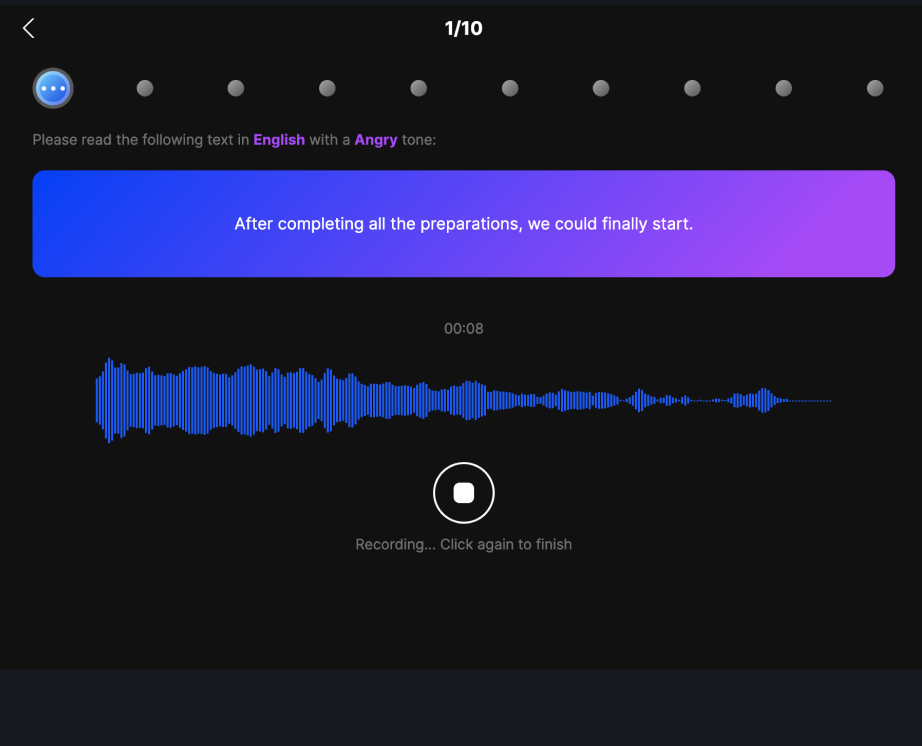 1/10
Please read the following text in English with a Angry tone:
After completing all the preparations, we could finally start.
00:08
Recording... Click again to finish